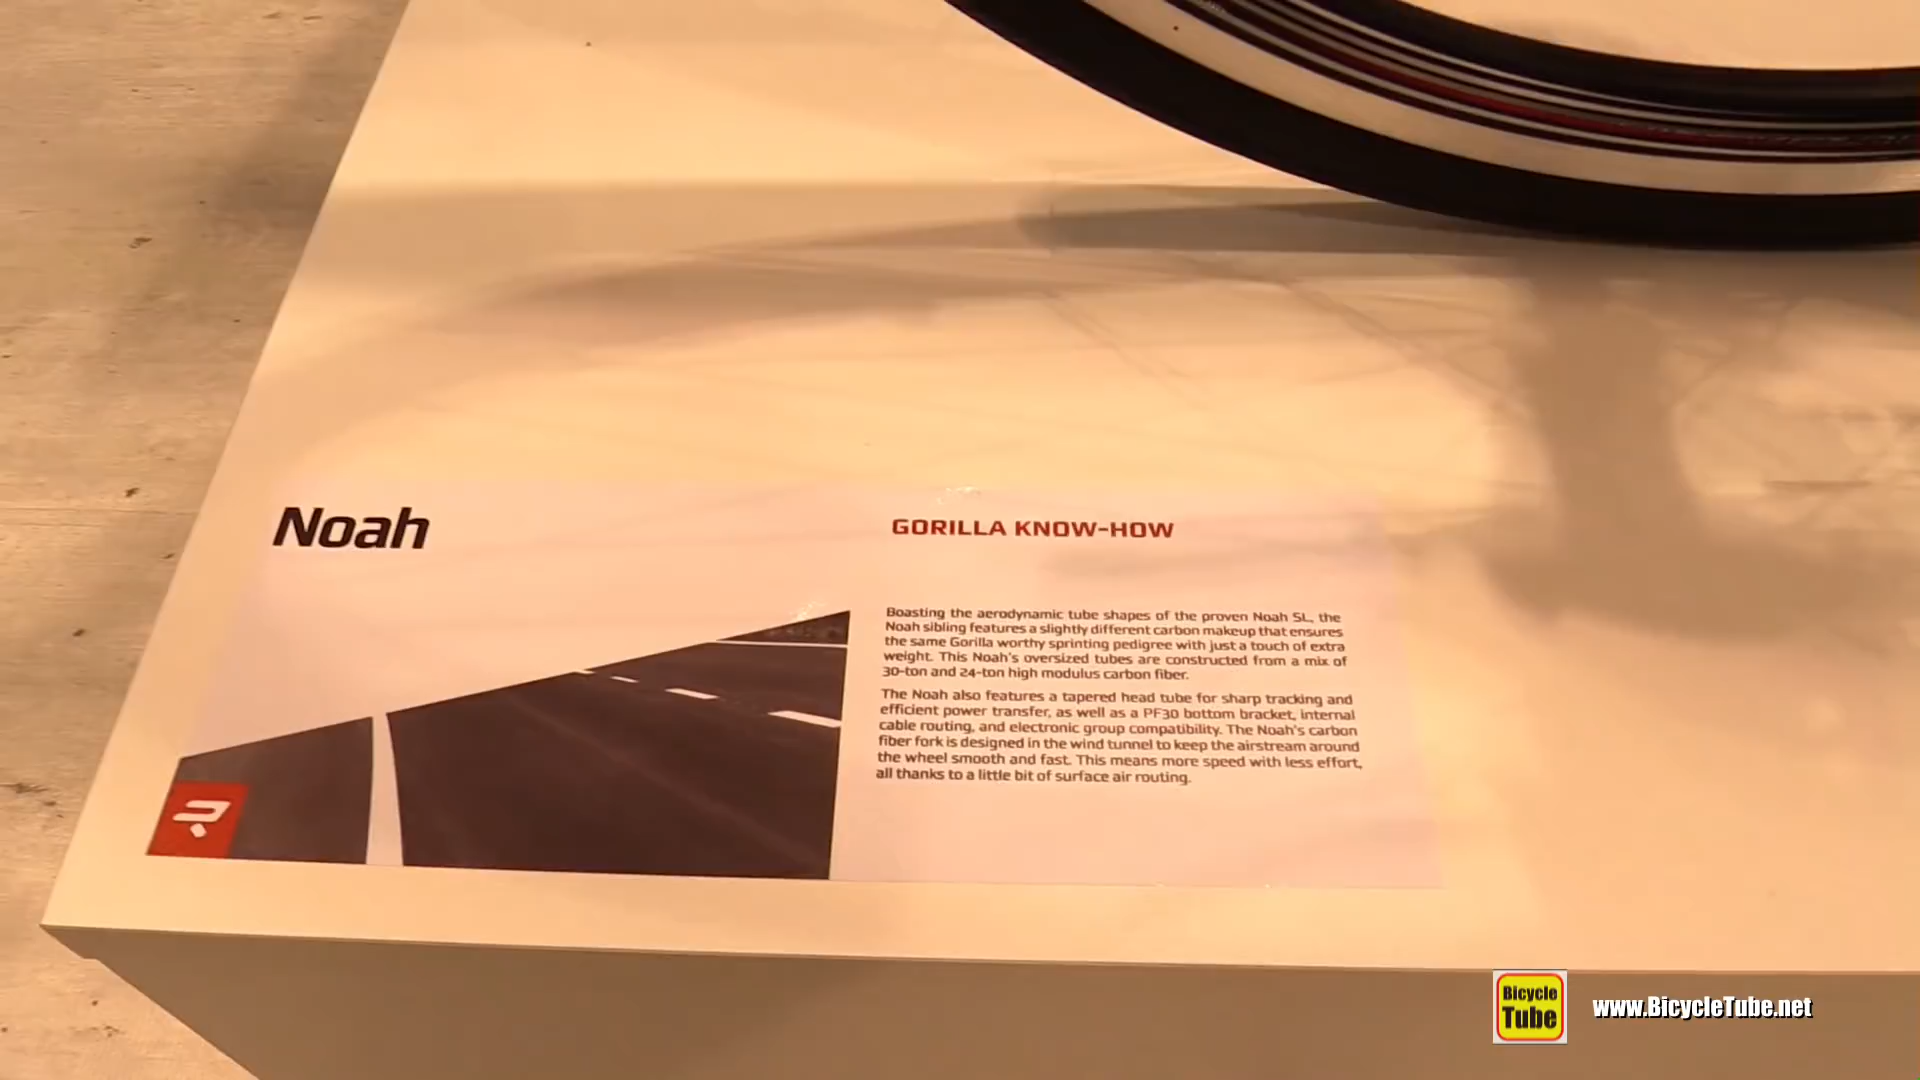 Noah
GORILLA KNOW-HOW
Boasting the aerodynamic tube shapes of the proven Noah SL, the
Noah sibling features a slightly different carbon makeup that ensures
the same Gorilla worthy sprinting pedigree with just a touch of extra
weight. This Noah's oversized tubes are constructed from a mix of
30-ton and 24-ton high modulus carbon fiber.
The Noah also features a tapered head tube for sharp tracking and
efficient power transfer, as well as a PF30 bottom bracket, internal
cable routing, and electronic group compatibility. The Noah's carbon
fiber fork is designed in the wind tunnel to keep the airstream around
the wheel smooth and fast. This means more speed with less effort,
all thanks to a little bit of surface air routing.
Bicycle
Tube
www.BicycleTube.net